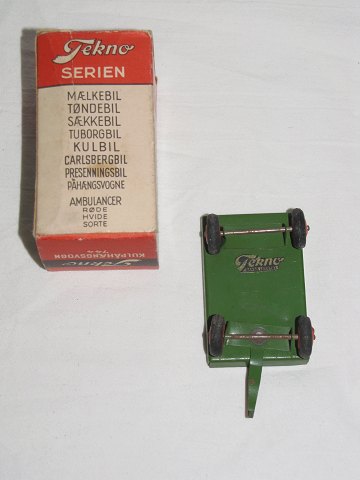 Tekno
SERIEN
MÆLKEBIL
TØNDEBIL
SÆKKEBIL
TUBORGBIL
KULBIL
CARLSBERGBIL
PRESENNINGSBIL
PÅHÆNGSVOGNE
AMBULANCER
RØDE
HVIDE
SORTE
KULPAHÆNGSVOGN
Tekno
Tekno